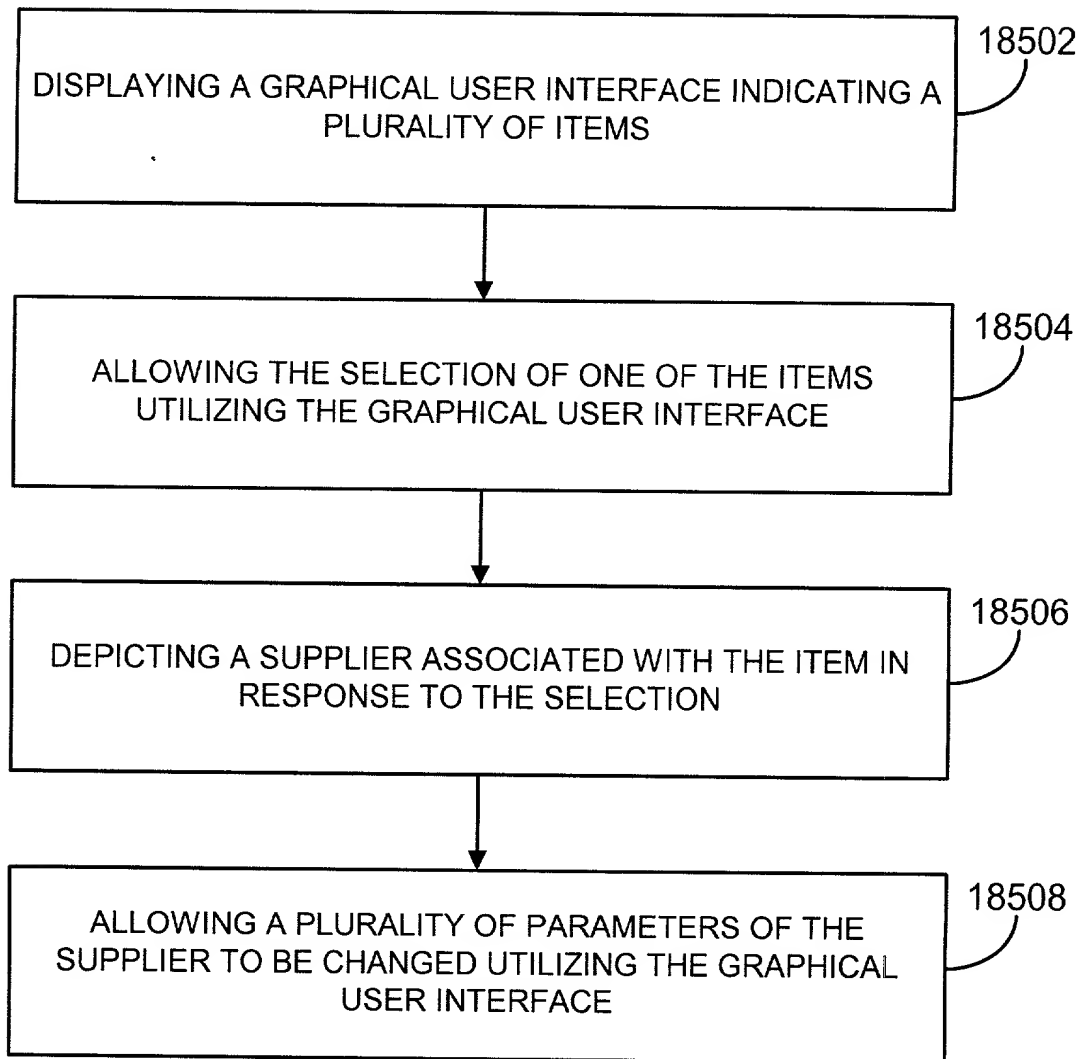 18502
DISPLAYING A GRAPHICAL USER INTERFACE INDICATING A
PLURALITY OF ITEMS
18504
ALLOWING THE SELECTION OF ONE OF THE ITEMS
UTILIZING THE GRAPHICAL USER INTERFACE
18506
DEPICTING A SUPPLIER ASSOCIATED WITH THE ITEM IN
RESPONSE TO THE SELECTION
18508
ALLOWING A PLURALITY OF PARAMETERS OF THE
SUPPLIER TO BE CHANGED UTILIZING THE GRAPHICAL
USER INTERFACE